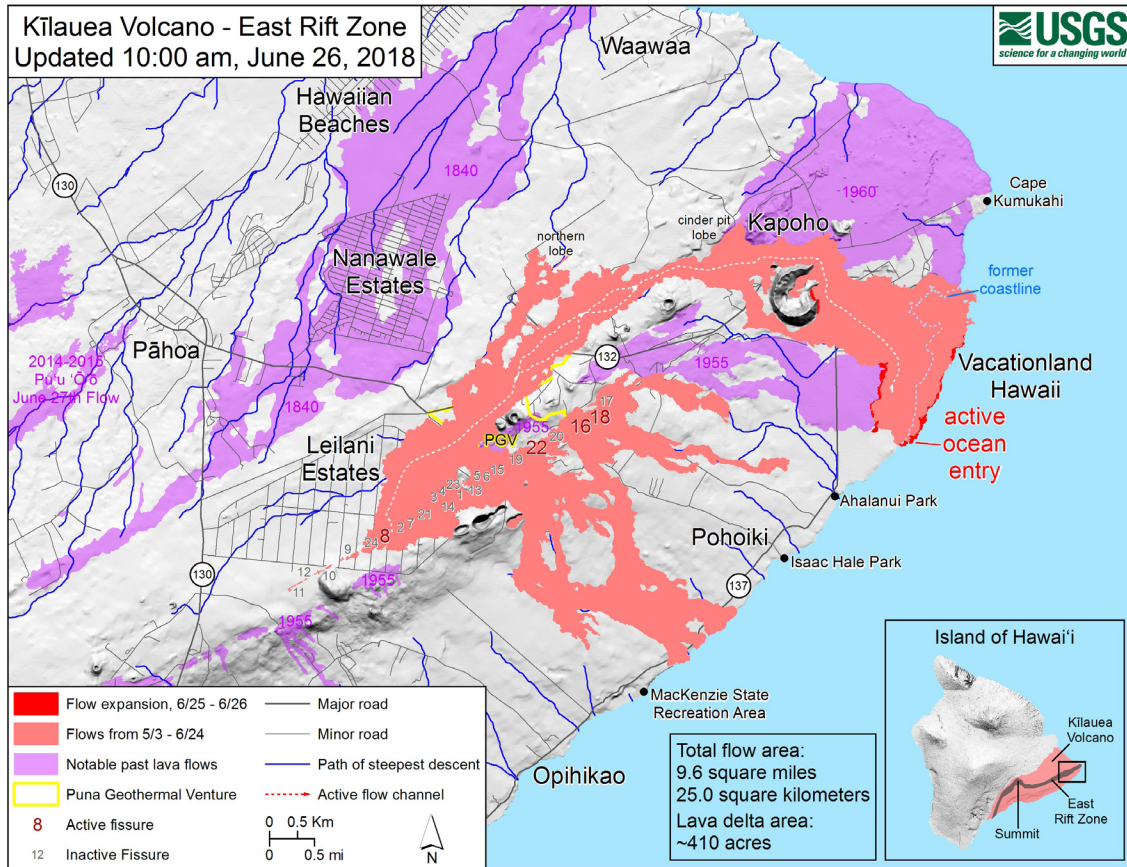 Kīlauea Volcano - East Rift Zone
Updated 10:00 am, June 26, 2018
USGS
science for a changing world
Waawaa
Hawaiian
Beaches
130
1840
1960
Cape
Kumukahi
cinder pit
lobe
Kapoho
northern
lobe
Nanawale
Estates
former
coastline
Pāhoa
2014-2015
Puʻu ʻŌʻō
June 27th Flow
132
1955
Vacationland
Hawaii
1840
17
18
16
active
ocean
entry
1955
PGV
20
22
Leilani
Estates
19
15
6
5
23
13
4
1
3
14
21
7
2
8
24
9
12
10
11
Ahalanui Park
Pohoiki
Isaac Hale Park
130
137
1955
1955
MacKenzie State
Recreation Area
Opihikao
Flow expansion, 6/25 - 6/26
Flows from 5/3 - 6/24
Notable past lava flows
Puna Geothermal Venture
8 Active fissure
12 Inactive Fissure
Major road
Minor road
Path of steepest descent
Active flow channel
0 0.5 Km
0 0.5 mi
N
Total flow area:
9.6 square miles
25.0 square kilometers
Lava delta area:
~410 acres
Island of Hawaiʻi
Kīlauea
Volcano
East
Rift Zone
Summit